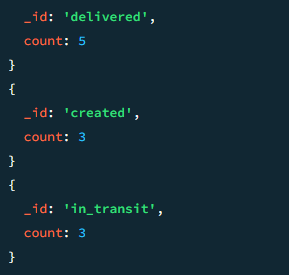 _id: 'delivered',
count: 5
}
{
_id: 'created',
count: 3
}
{
_id: 'in_transit',
count: 3
}